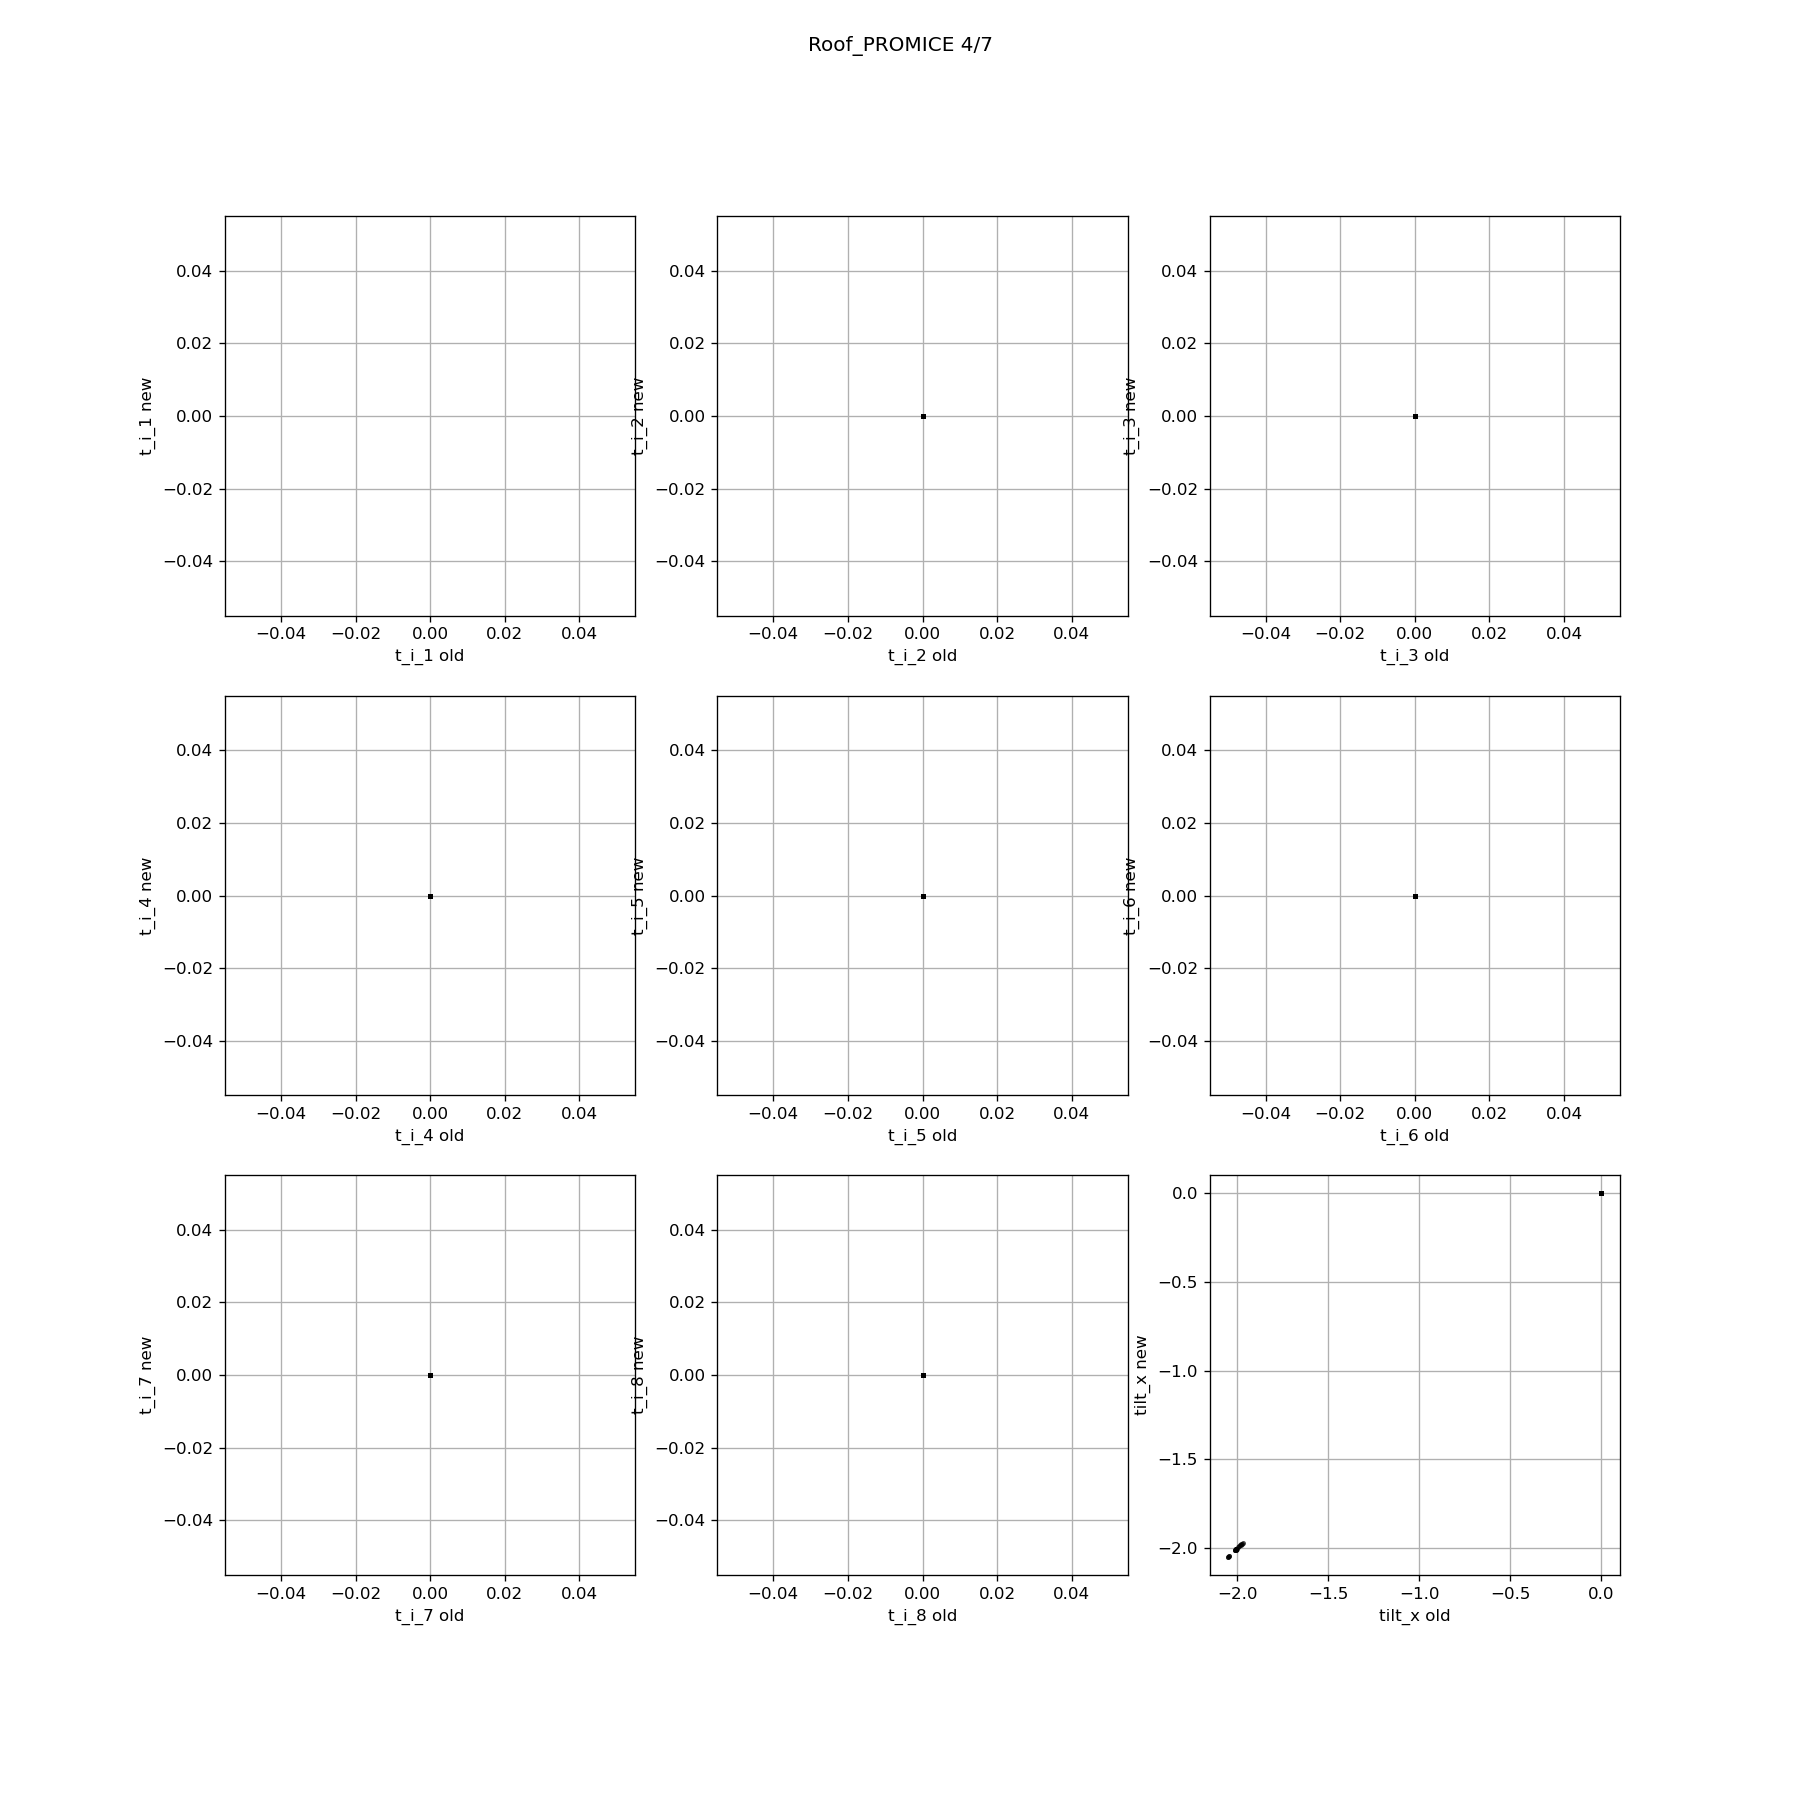 Roof_PROMICE 4/7
0.04 0.04 0.04
0.02 0.02 0.02
t_i_1 new t_i_2 new t_i_3 new
0.00 0.00 0.00
−0.02 −0.02 −0.02
−0.04 −0.04 −0.04
−0.04 −0.02 0.00 0.02 0.04 −0.04 −0.02 0.00 0.02 0.04 −0.04 −0.02 0.00 0.02 0.04
t_i_1 old t_i_2 old t_i_3 old
0.04 0.04 0.04
0.02 0.02 0.02
t_i_4 new t_i_5 new t_i_6 new
0.00 0.00 0.00
−0.02 −0.02 −0.02
−0.04 −0.04 −0.04
−0.04 −0.02 0.00 0.02 0.04 −0.04 −0.02 0.00 0.02 0.04 −0.04 −0.02 0.00 0.02 0.04
t_i_4 old t_i_5 old t_i_6 old
0.04 0.04 0.0
0.02 0.02 −0.5
t_i_7 new t_i_8 new tilt_x new
0.00 0.00 −1.0
−0.02 −0.02 −1.5
−0.04 −0.04 −2.0
−0.04 −0.02 0.00 0.02 0.04 −0.04 −0.02 0.00 0.02 0.04 −2.0 −1.5 −1.0 −0.5 0.0
t_i_7 old t_i_8 old tilt_x old